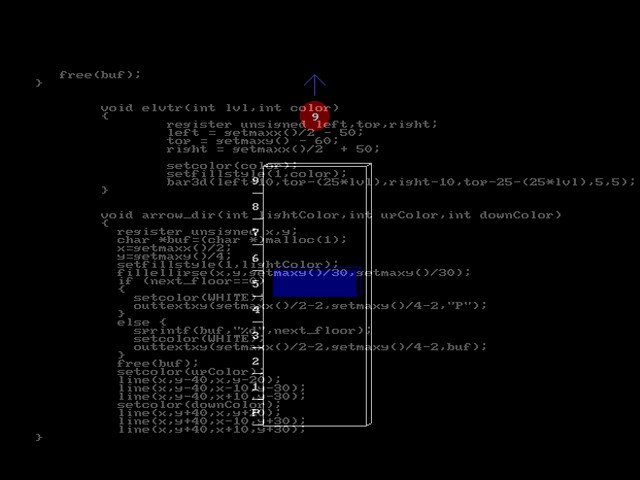 free(buf);
}
void elvtr(int lvl,int color)
{
9
register unsigned left,top,right;
left = getmaxx()/2 - 50;
top = getmaxy() - 60;
right = getmaxx()/2 + 50;
setcolor(color);
setfillstyle(1,color);
9
bar3d(left+10,top-(25*lvl),right-10,top-25-(25*lvl),5,5);
}
8
void arrow_dir(int lightColor,int upColor,int downColor)
{
7
register unsigned x,y;
char *buf=(char *)malloc(1);
x=getmaxx()/2;
6
y=getmaxy()/4;
setfillstyle(1,lightColor);
fillellipse(x,y,getmaxy()/30,getmaxy()/30);
if (next_floor==0)
5
{
setcolor(WHITE);
outtextxy(getmaxx()/2-2,getmaxy()/4-2,"P");
4
}
else {
sprintf(buf,"%d",next_floor);
3
setcolor(WHITE);
outtextxy(getmaxx()/2-2,getmaxy()/4-2,buf);
}
2
free(buf);
setcolor(upColor);
line(x,y-40,x,y-20);
1
line(x,y-40,x-10,y-30);
line(x,y-40,x+10,y-30);
setcolor(downColor);
P
line(x,y+40,x,y+20);
line(x,y+40,x-10,y+30);
line(x,y+40,x+10,y+30);
}